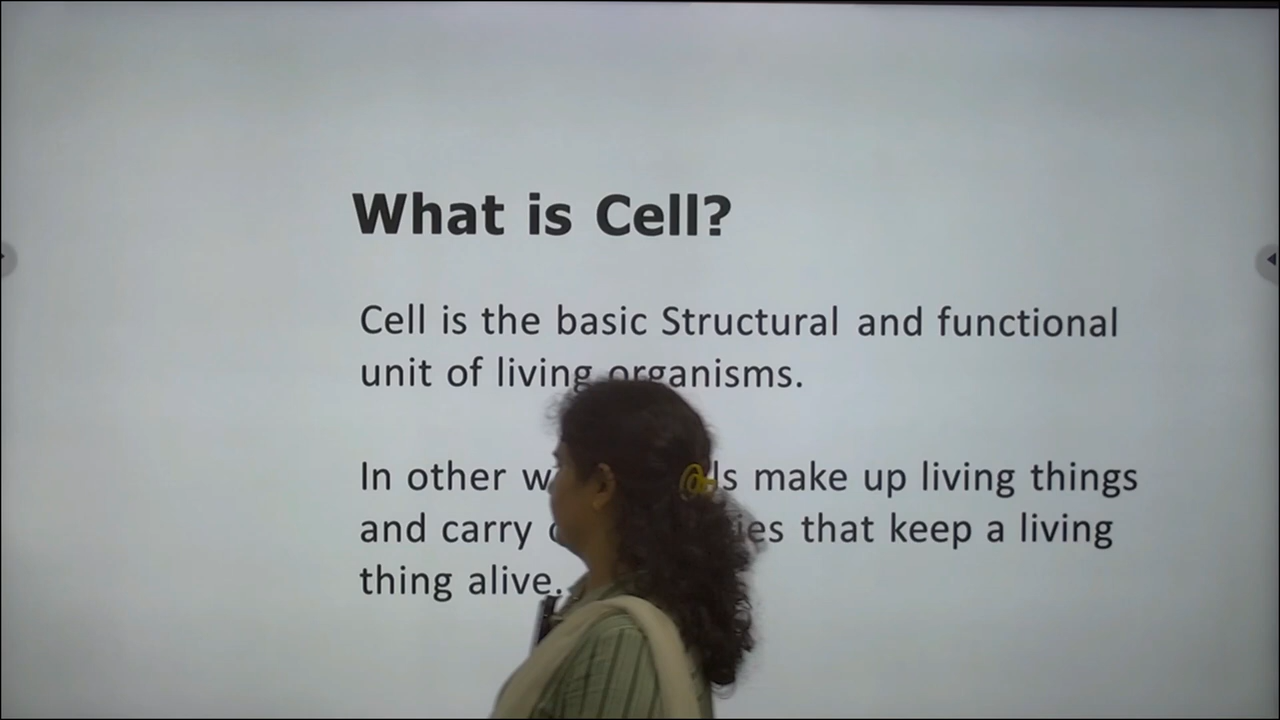 What is Cell?
Cell is the basic Structural and functional
unit of living organisms.
In other make up living things
and carry that keep a living
thing alive.